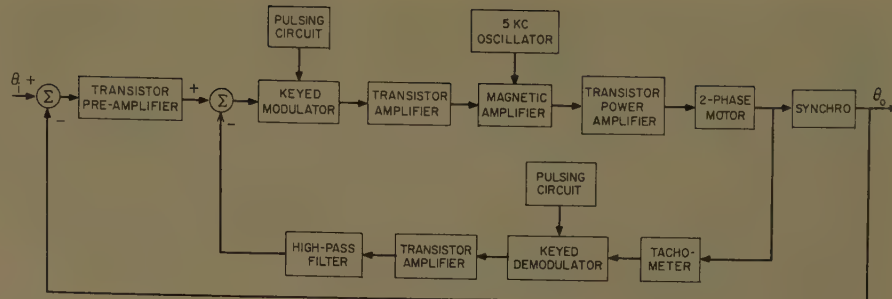 PULSING
CIRCUIT
5 KC
OSCILLATOR
θi +
Σ
−
TRANSISTOR
PRE-AMPLIFIER
+
Σ
−
KEYED
MODULATOR
TRANSISTOR
AMPLIFIER
MAGNETIC
AMPLIFIER
TRANSISTOR
POWER
AMPLIFIER
2-PHASE
MOTOR
SYNCHRO
θo
PULSING
CIRCUIT
HIGH-PASS
FILTER
TRANSISTOR
AMPLIFIER
KEYED
DEMODULATOR
TACHO-
METER